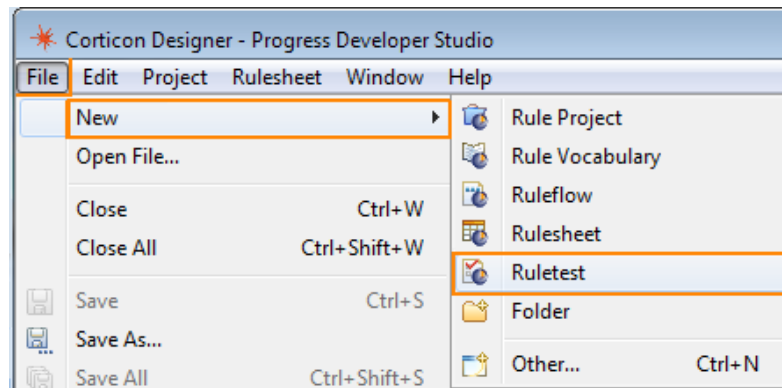 Corticon Designer - Progress Developer Studio
File Edit Project Rulesheet Window Help
New
Open File...
Close Ctrl+W
Close All Ctrl+Shift+W
Save Ctrl+S
Save As...
Save All Ctrl+Shift+S
Rule Project
Rule Vocabulary
Ruleflow
Rulesheet
Ruletest
Folder
Other... Ctrl+N